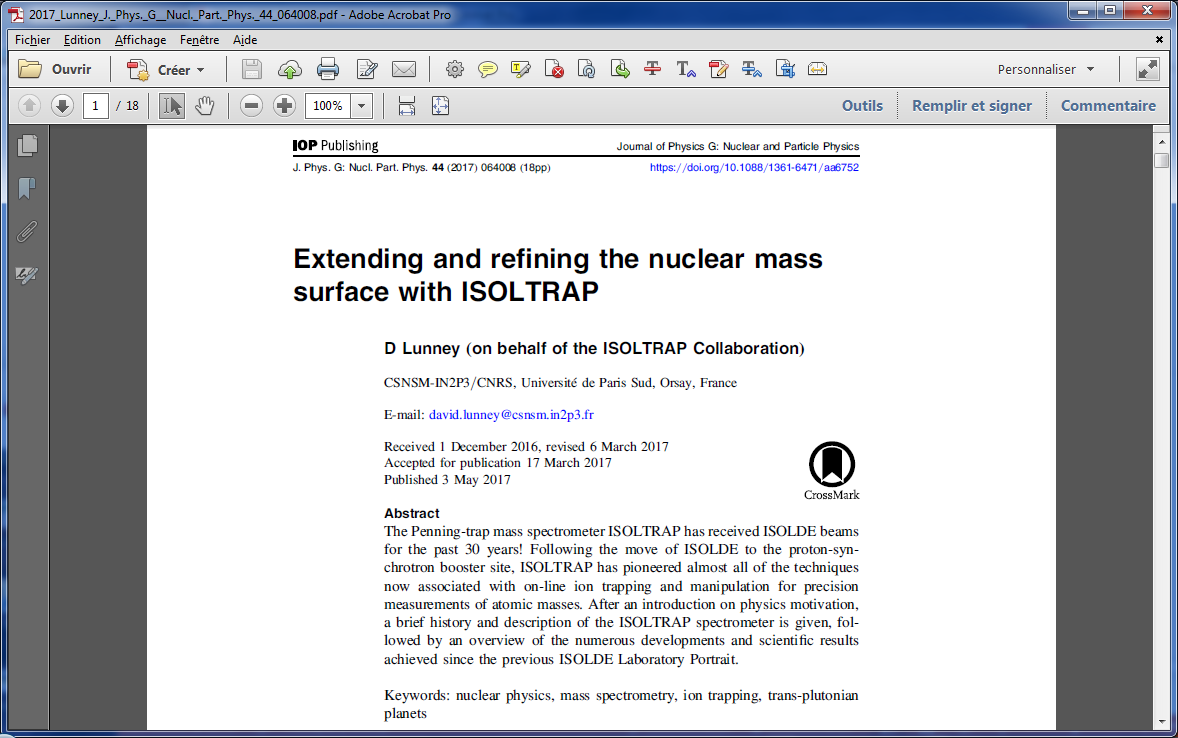 2017_Lunney_J._Phys._G__Nucl._Part._Phys._44_064008.pdf - Adobe Acrobat Pro
Fichier Edition Affichage Fenêtre Aide
Ouvrir Créer Personnaliser
1 / 18 100% Outils Remplir et signer Commentaire
IOP Publishing Journal of Physics G: Nuclear and Particle Physics
J. Phys. G: Nucl. Part. Phys. 44 (2017) 064008 (18pp) https://doi.org/10.1088/1361-6471/aa6752
Extending and refining the nuclear mass
surface with ISOLTRAP
D Lunney (on behalf of the ISOLTRAP Collaboration)
CSNSM-IN2P3/CNRS, Université de Paris Sud, Orsay, France
E-mail: david.lunney@csnsm.in2p3.fr
Received 1 December 2016, revised 6 March 2017
Accepted for publication 17 March 2017
Published 3 May 2017
CrossMark
Abstract
The Penning-trap mass spectrometer ISOLTRAP has received ISOLDE beams
for the past 30 years! Following the move of ISOLDE to the proton-syn-
chrotron booster site, ISOLTRAP has pioneered almost all of the techniques
now associated with on-line ion trapping and manipulation for precision
measurements of atomic masses. After an introduction on physics motivation,
a brief history and description of the ISOLTRAP spectrometer is given, fol-
lowed by an overview of the numerous developments and scientific results
achieved since the previous ISOLDE Laboratory Portrait.
Keywords: nuclear physics, mass spectrometry, ion trapping, trans-plutonian
planets